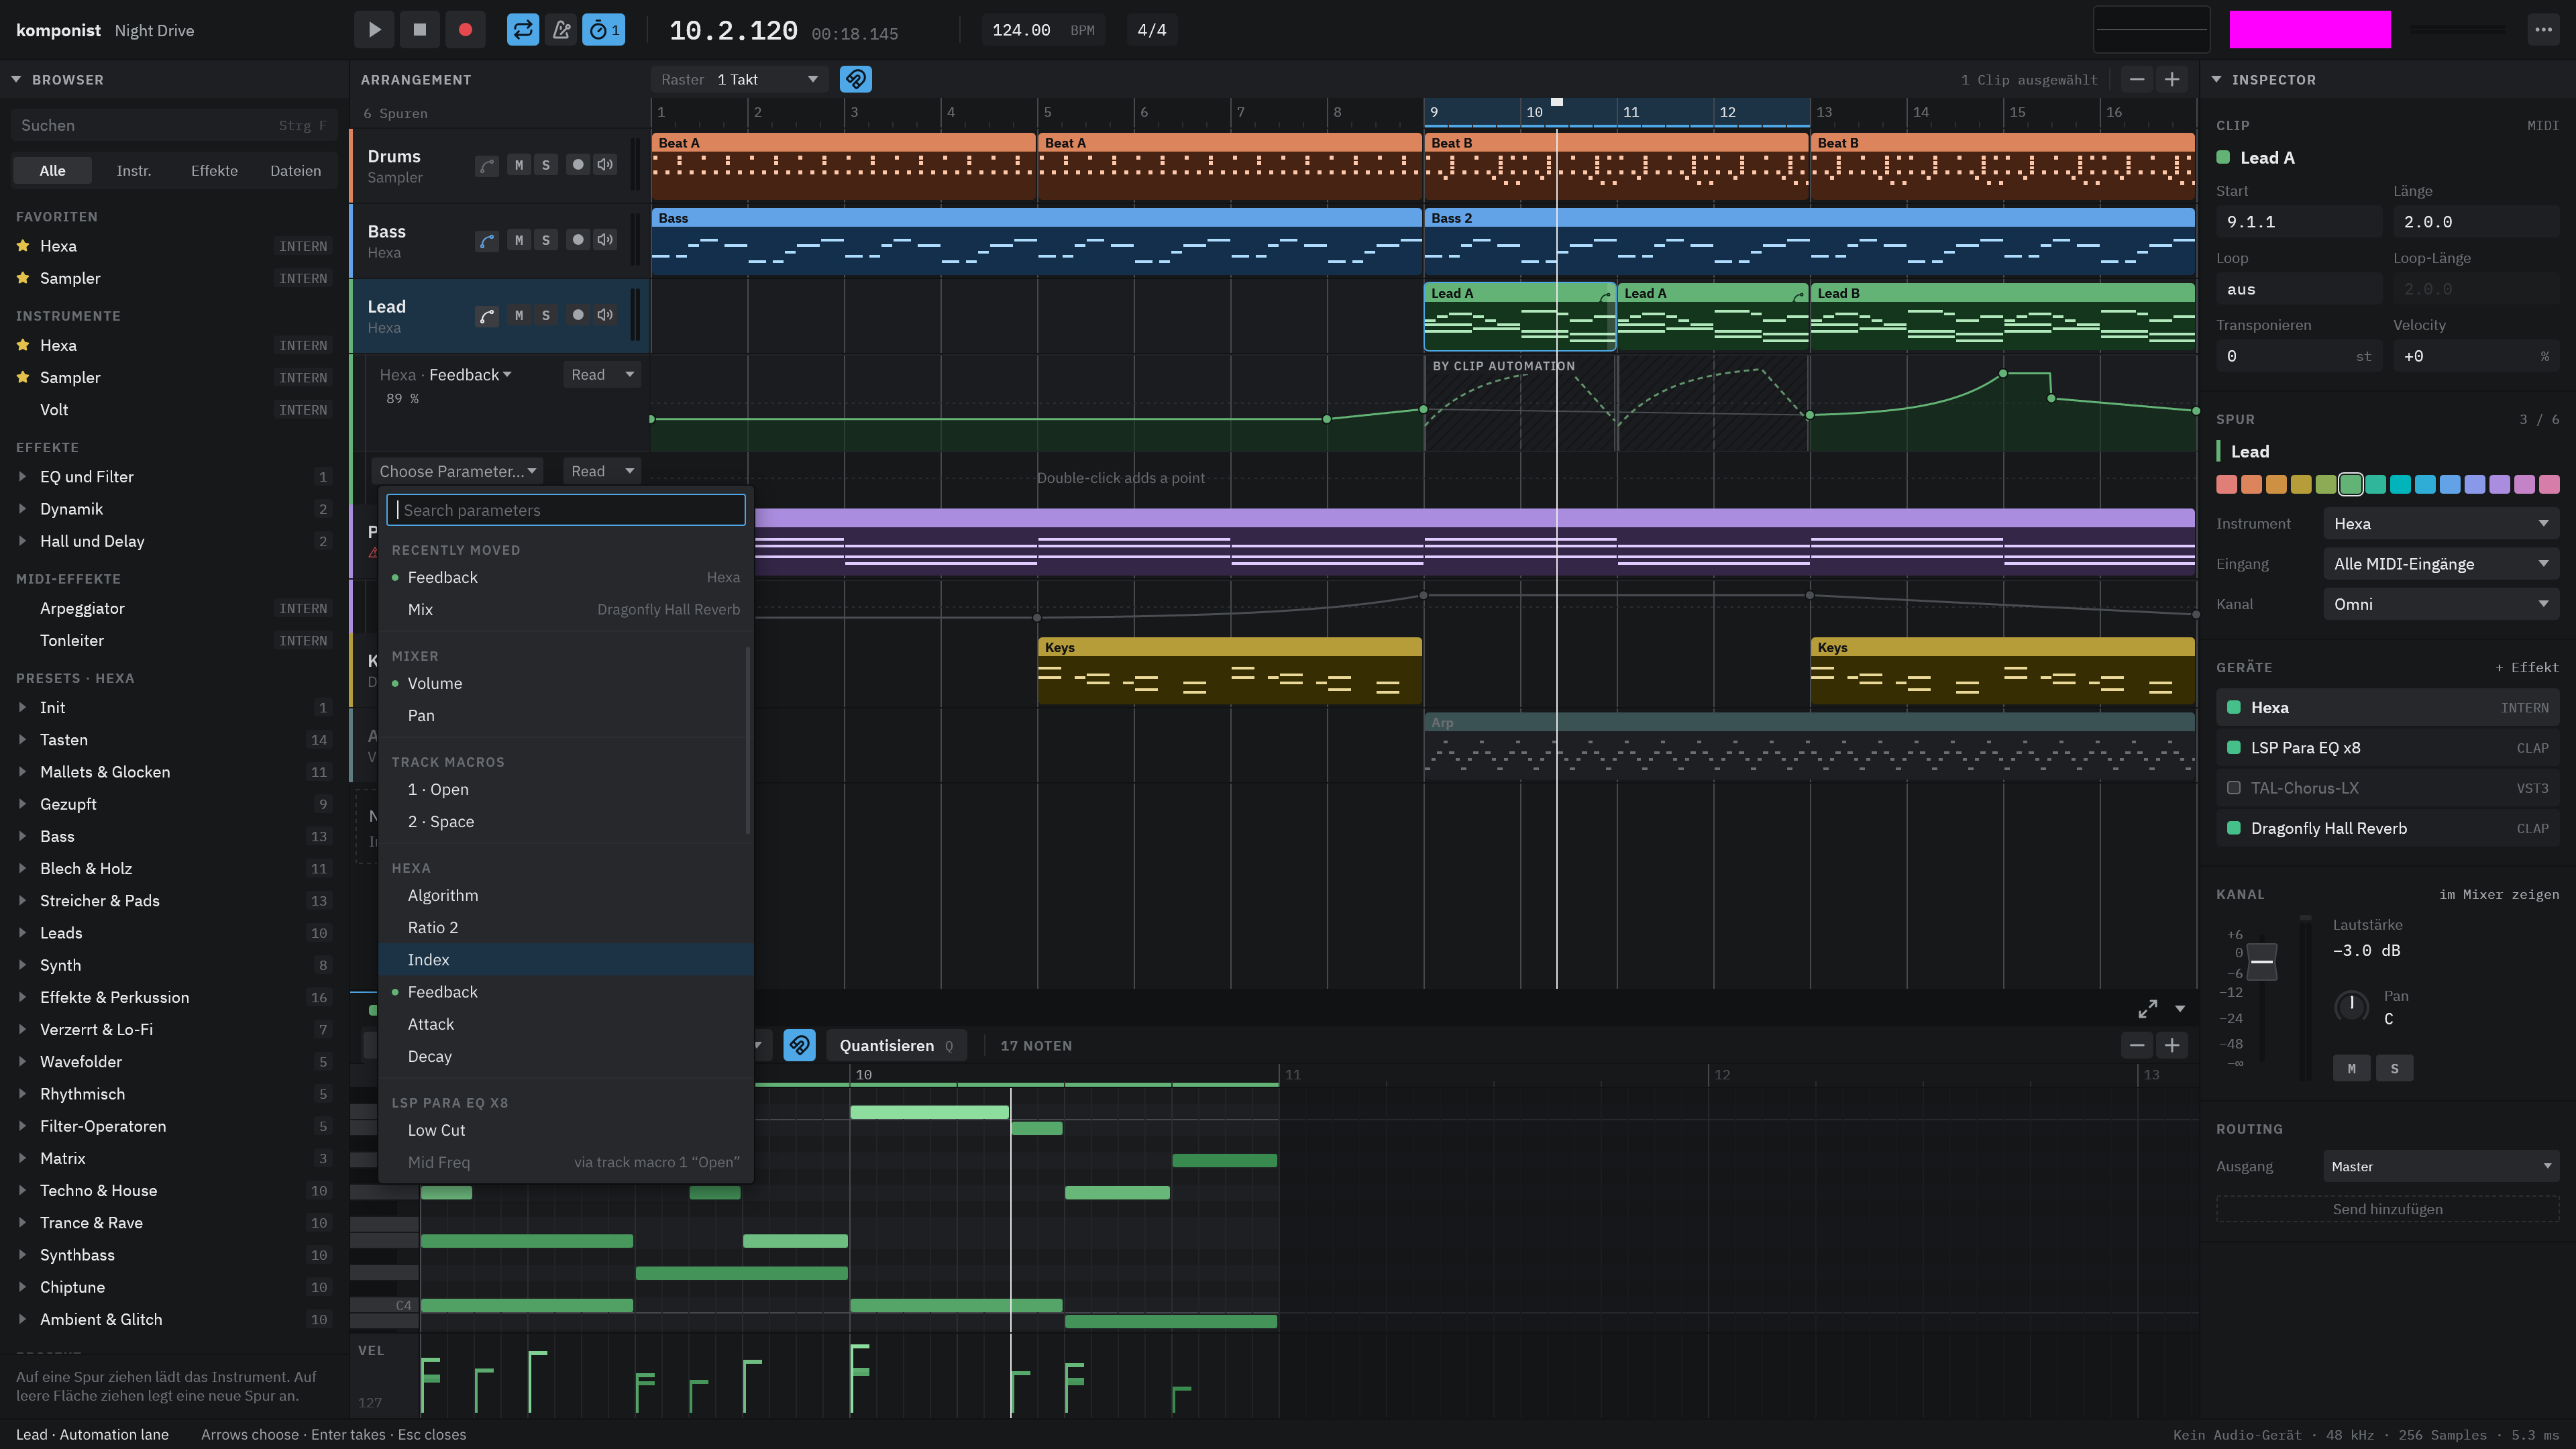 komponist Night Drive
1
10.2.120 00:18.145
124.00 BPM
4/4
BROWSER
Suchen Strg F
Alle Instr. Effekte Dateien
FAVORITEN
Hexa INTERN
Sampler INTERN
INSTRUMENTE
Hexa INTERN
Sampler INTERN
Volt INTERN
EFFEKTE
EQ und Filter 1
Dynamik 2
Hall und Delay 2
MIDI-EFFEKTE
Arpeggiator INTERN
Tonleiter INTERN
PRESETS · HEXA
Init 1
Tasten 14
Mallets & Glocken 11
Gezupft 9
Bass 13
Blech & Holz 11
Streicher & Pads 13
Leads 10
Synth 8
Effekte & Perkussion 16
Verzerrt & Lo-Fi 7
Wavefolder 5
Rhythmisch 5
Filter-Operatoren 5
Matrix 3
Techno & House 10
Trance & Rave 10
Synthbass 10
Chiptune 10
Ambient & Glitch 10
Auf eine Spur ziehen lädt das Instrument. Auf
leere Fläche ziehen legt eine neue Spur an.
ARRANGEMENT
Raster 1 Takt
1 Clip ausgewählt
6 Spuren
1 2 3 4 5 6 7 8 9 10 11 12 13 14 15 16
Drums
Sampler
M S
Beat A Beat A Beat B Beat B
Bass
Hexa
M S
Bass Bass 2
Lead
Hexa
M S
Lead A Lead A Lead B
Hexa · Feedback Read
89 %
BY CLIP AUTOMATION
Choose Parameter... Read
Double-click adds a point
Keys Keys
Arp
Search parameters
RECENTLY MOVED
Feedback Hexa
Mix Dragonfly Hall Reverb
MIXER
Volume
Pan
TRACK MACROS
1 · Open
2 · Space
HEXA
Algorithm
Ratio 2
Index
Feedback
Attack
Decay
LSP PARA EQ X8
Low Cut
Mid Freq via track macro 1 “Open”
Quantisieren Q
17 NOTEN
10 11 12 13
C4
VEL
127
INSPECTOR
CLIP MIDI
Lead A
Start Länge
9.1.1 2.0.0
Loop Loop-Länge
aus 2.0.0
Transponieren Velocity
0 st +0 %
SPUR 3 / 6
Lead
Instrument Hexa
Eingang Alle MIDI-Eingänge
Kanal Omni
GERÄTE + Effekt
Hexa INTERN
LSP Para EQ x8 CLAP
TAL-Chorus-LX VST3
Dragonfly Hall Reverb CLAP
KANAL im Mixer zeigen
+6
0
−6
−12
−24
−48
−∞
Lautstärke
−3.0 dB
Pan
C
M S
ROUTING
Ausgang Master
Send hinzufügen
Lead · Automation lane Arrows choose · Enter takes · Esc closes
Kein Audio-Gerät · 48 kHz · 256 Samples · 5.3 ms